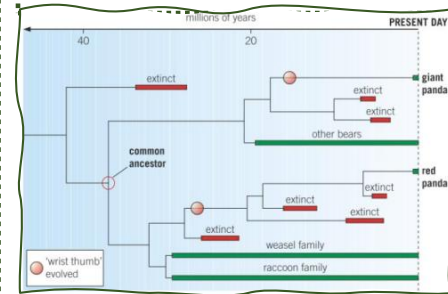 millions of years
PRESENT DAY
40
20
extinct
giant
panda
extinct
extinct
other bears
common
ancestor
red
panda
extinct
extinct
extinct
extinct
weasel family
raccoon family
'wrist thumb'
evolved